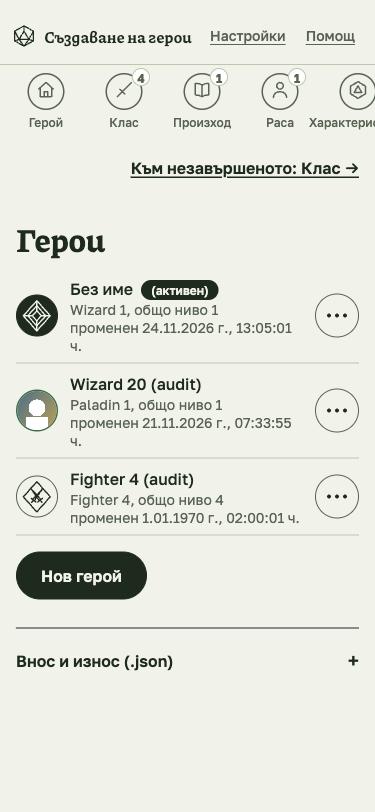 Създаване на герои Настройки Помощ
4 1 1
Герой Клас Произход Раса
Към незавършеното: Клас →
Герои
Без име (активен)
Wizard 1, общо ниво 1
променен 24.11.2026 г., 13:05:01
ч.
Wizard 20 (audit)
Paladin 1, общо ниво 1
променен 21.11.2026 г., 07:33:55
ч.
Fighter 4 (audit)
Fighter 4, общо ниво 4
променен 1.01.1970 г., 02:00:01 ч.
Нов герой
Внос и износ (.json) +